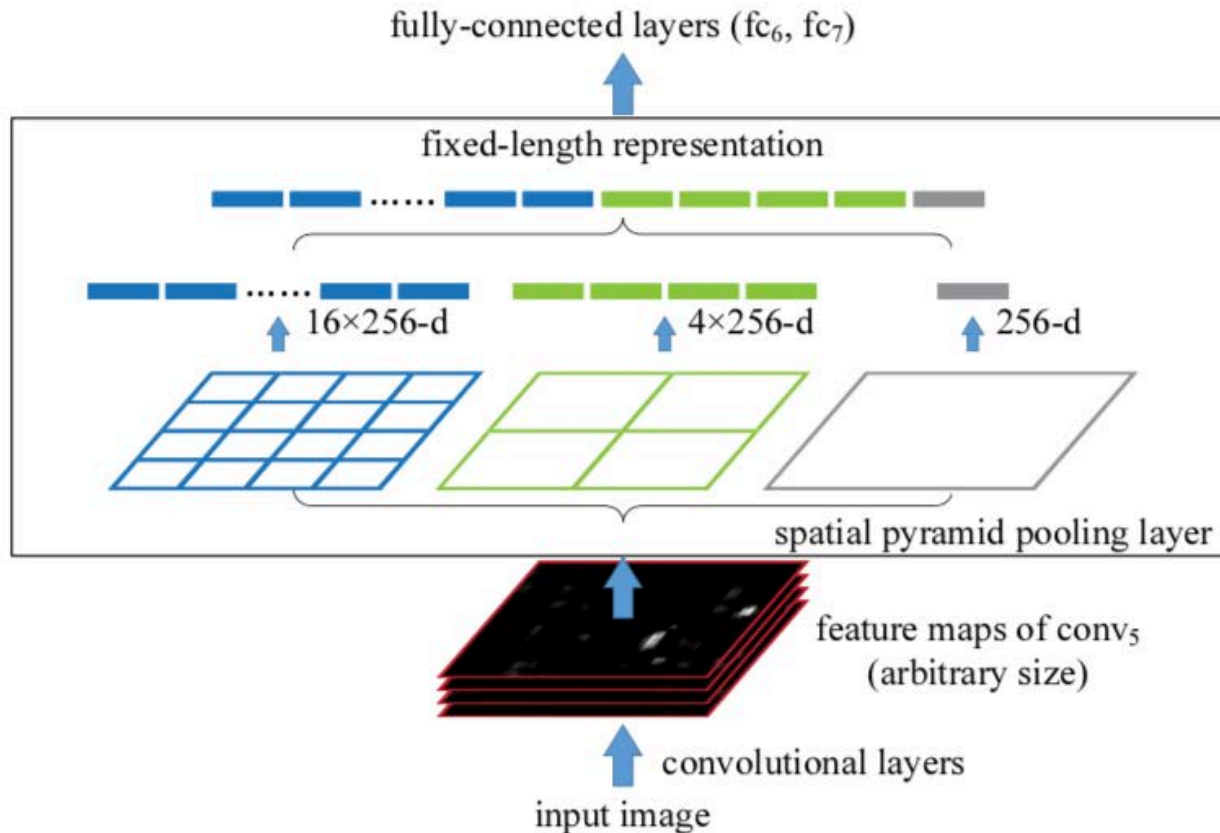 fully-connected layers (fc₆, fc₇)
fixed-length representation
......
......
16×256-d
4×256-d
256-d
spatial pyramid pooling layer
feature maps of conv₅
(arbitrary size)
convolutional layers
input image